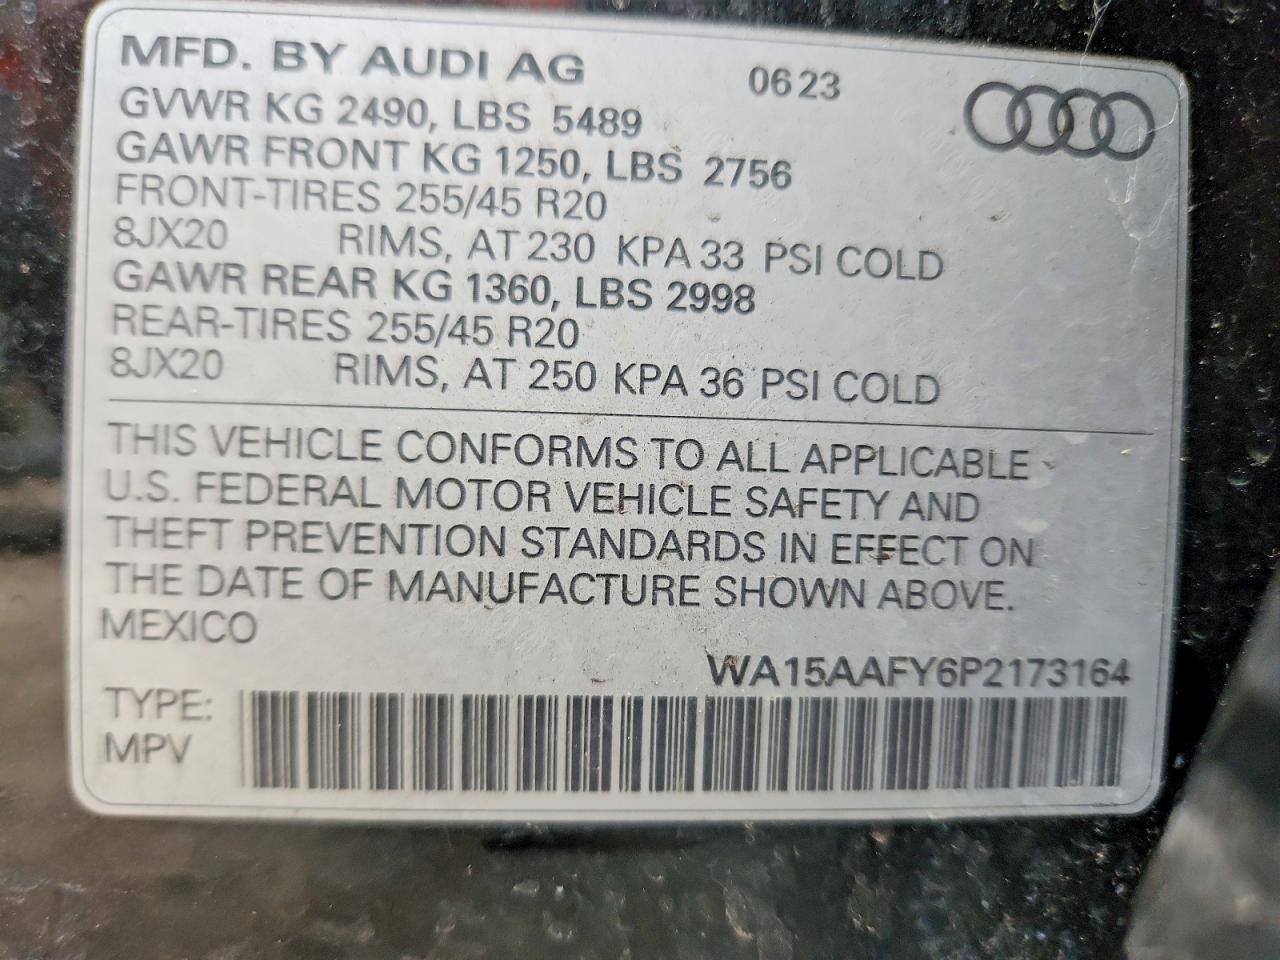 MFD. BY AUDI AG 0623
GVWR KG 2490, LBS 5489
GAWR FRONT KG 1250, LBS 2756
FRONT-TIRES 255/45 R20
8JX20 RIMS, AT 230 KPA 33 PSI COLD
GAWR REAR KG 1360, LBS 2998
REAR-TIRES 255/45 R20
8JX20 RIMS, AT 250 KPA 36 PSI COLD
THIS VEHICLE CONFORMS TO ALL APPLICABLE
U.S. FEDERAL MOTOR VEHICLE SAFETY AND
THEFT PREVENTION STANDARDS IN EFFECT ON
THE DATE OF MANUFACTURE SHOWN ABOVE.
MEXICO
WA15AAFY6P2173164
TYPE:
MPV